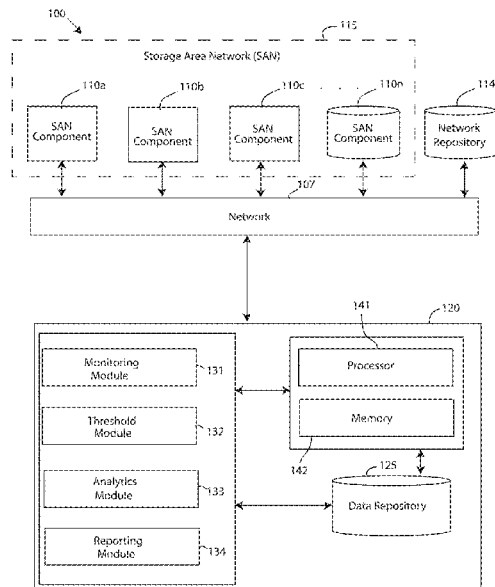 100
115
Storage Area Network (SAN)
110a
110b
110c
110n
114
SAN
Component
SAN
Component
SAN
Component
SAN
Component
Network
Repository
107
Network
120
141
Monitoring
Module
131
Processor
Threshold
Module
132
Memory
142
125
Analytics
Module
133
Data Repository
Reporting
Module
134